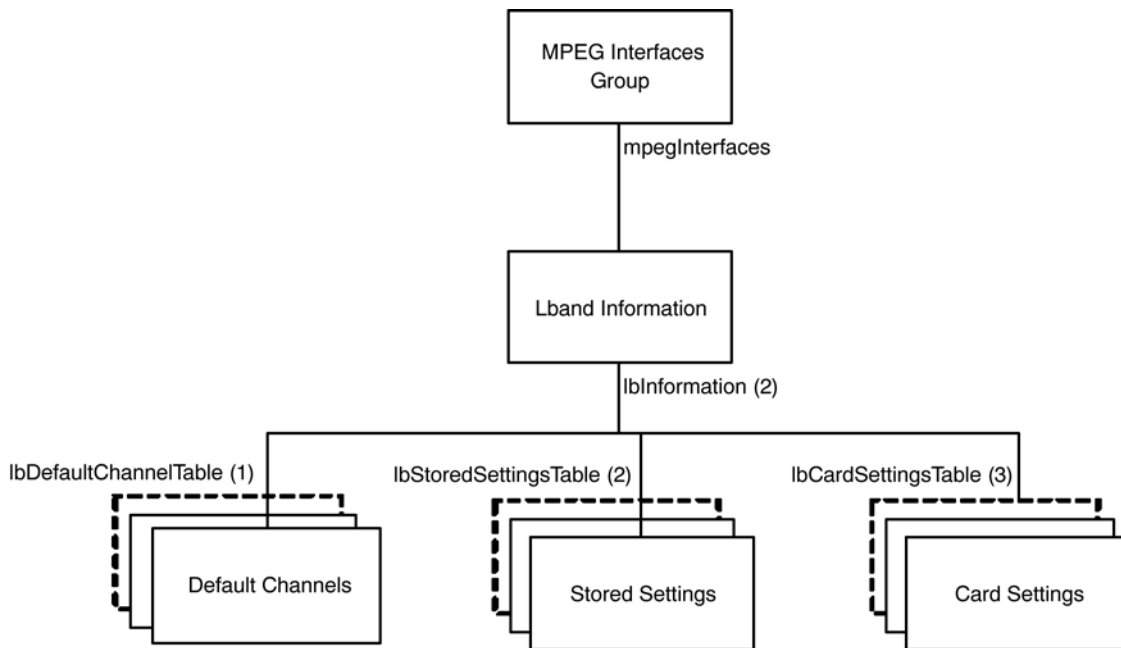 MPEG Interfaces
Group
mpegInterfaces
Lband Information
lbInformation (2)
lbDefaultChannelTable (1)
lbStoredSettingsTable (2)
lbCardSettingsTable (3)
Default Channels
Stored Settings
Card Settings